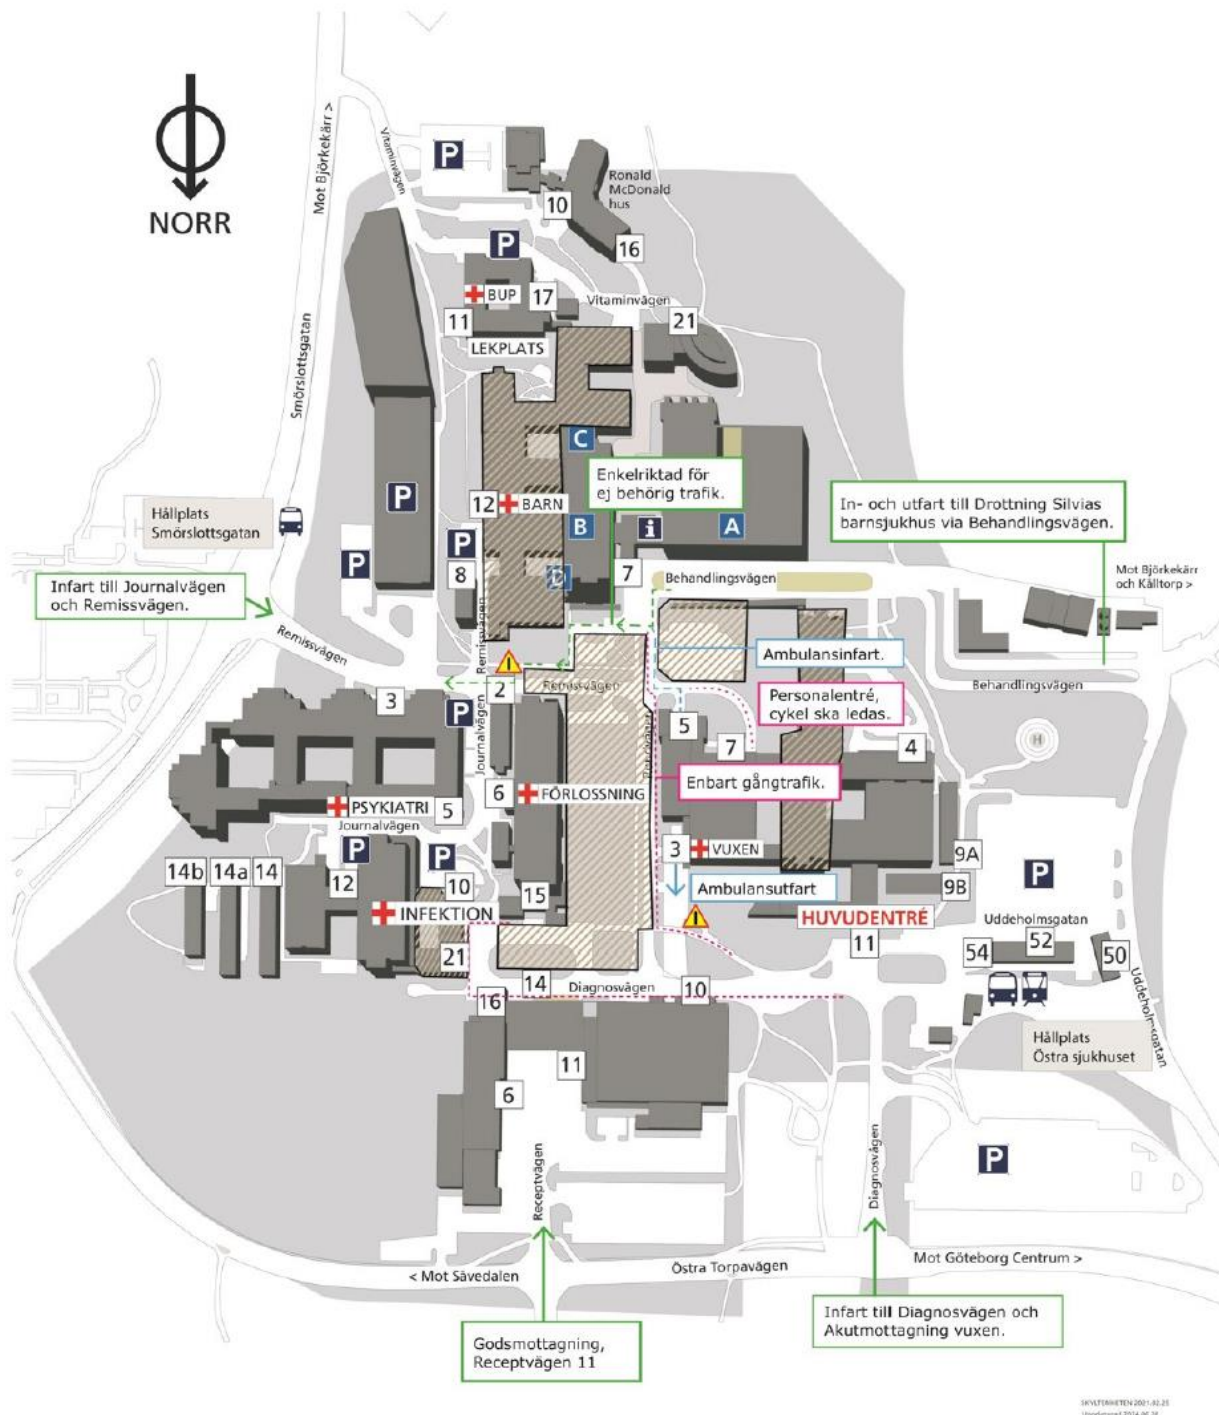 NORR
Mot Björkekärr >
Vitaminvägen
P
Ronald
McDonald
hus
10
16
P
BUP
17
Vitaminvägen
11
21
LEKPLATS
Smörslottsgatan
C
Enkelriktad för
ej behörig trafik.
P
12
BARN
B
i
A
In- och utfart till Drottning Silvias
barnsjukhus via Behandlingsvägen.
Hållplats
Smörslottsgatan
P
P
8
D
7
Behandlingsvägen
Mot Björkekärr
och Kålltorp >
Infart till Journalvägen
och Remissvägen.
Remissvägen
Remissvägen
Ambulansinfart.
2
Remissvägen
Behandlingsvägen
3
P
Journalvägen
Personalentré,
cykel ska ledas.
5
7
4
H
Enbart gångtrafik.
6
FÖRLOSSNING
PSYKIATRI
5
Journalvägen
P
P
3
VUXEN
9A
14b
14a
14
12
10
15
Ambulansutfart
9B
P
INFEKTION
HUVUDENTRÉ
Uddeholmsgatan
11
52
54
50
21
14
Diagnosvägen
10
16
Uddeholmsgatan
Hållplats
Östra sjukhuset
11
6
Receptvägen
Diagnosvägen
P
< Mot Sävedalen
Östra Torpavägen
Mot Göteborg Centrum >
Godsmottagning,
Receptvägen 11
Infart till Diagnosvägen och
Akutmottagning vuxen.